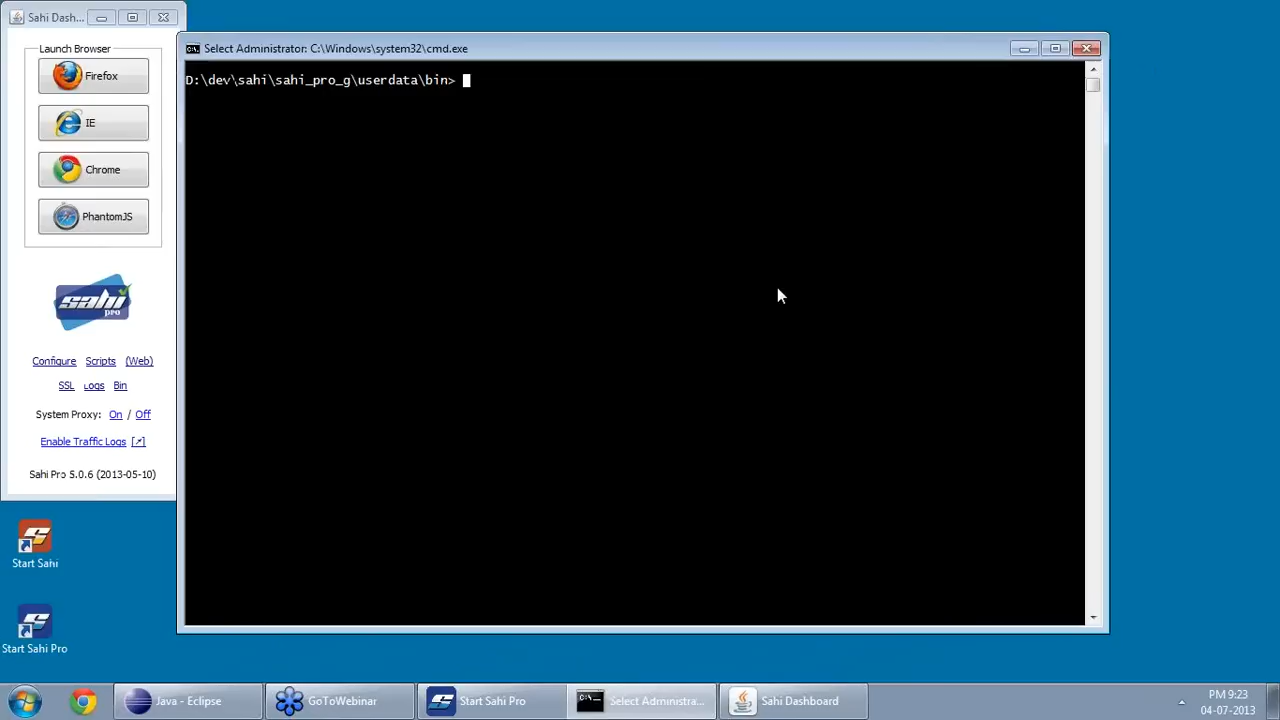 Sahi Dash...
Launch Browser
Firefox
IE
Chrome
PhantomJS
sahi
pro
Configure Scripts (Web)
SSL Logs Bin
System Proxy: On / Off
Enable Traffic Logs [↗]
Sahi Pro 5.0.6 (2013-05-10)
Select Administrator: C:\Windows\system32\cmd.exe
D:\dev\sahi\sahi_pro_g\userdata\bin>
Start Sahi
Start Sahi Pro
Java - Eclipse
GoToWebinar
Start Sahi Pro
C:\.
Select Administra...
Sahi Dashboard
PM 9:23
04-07-2013